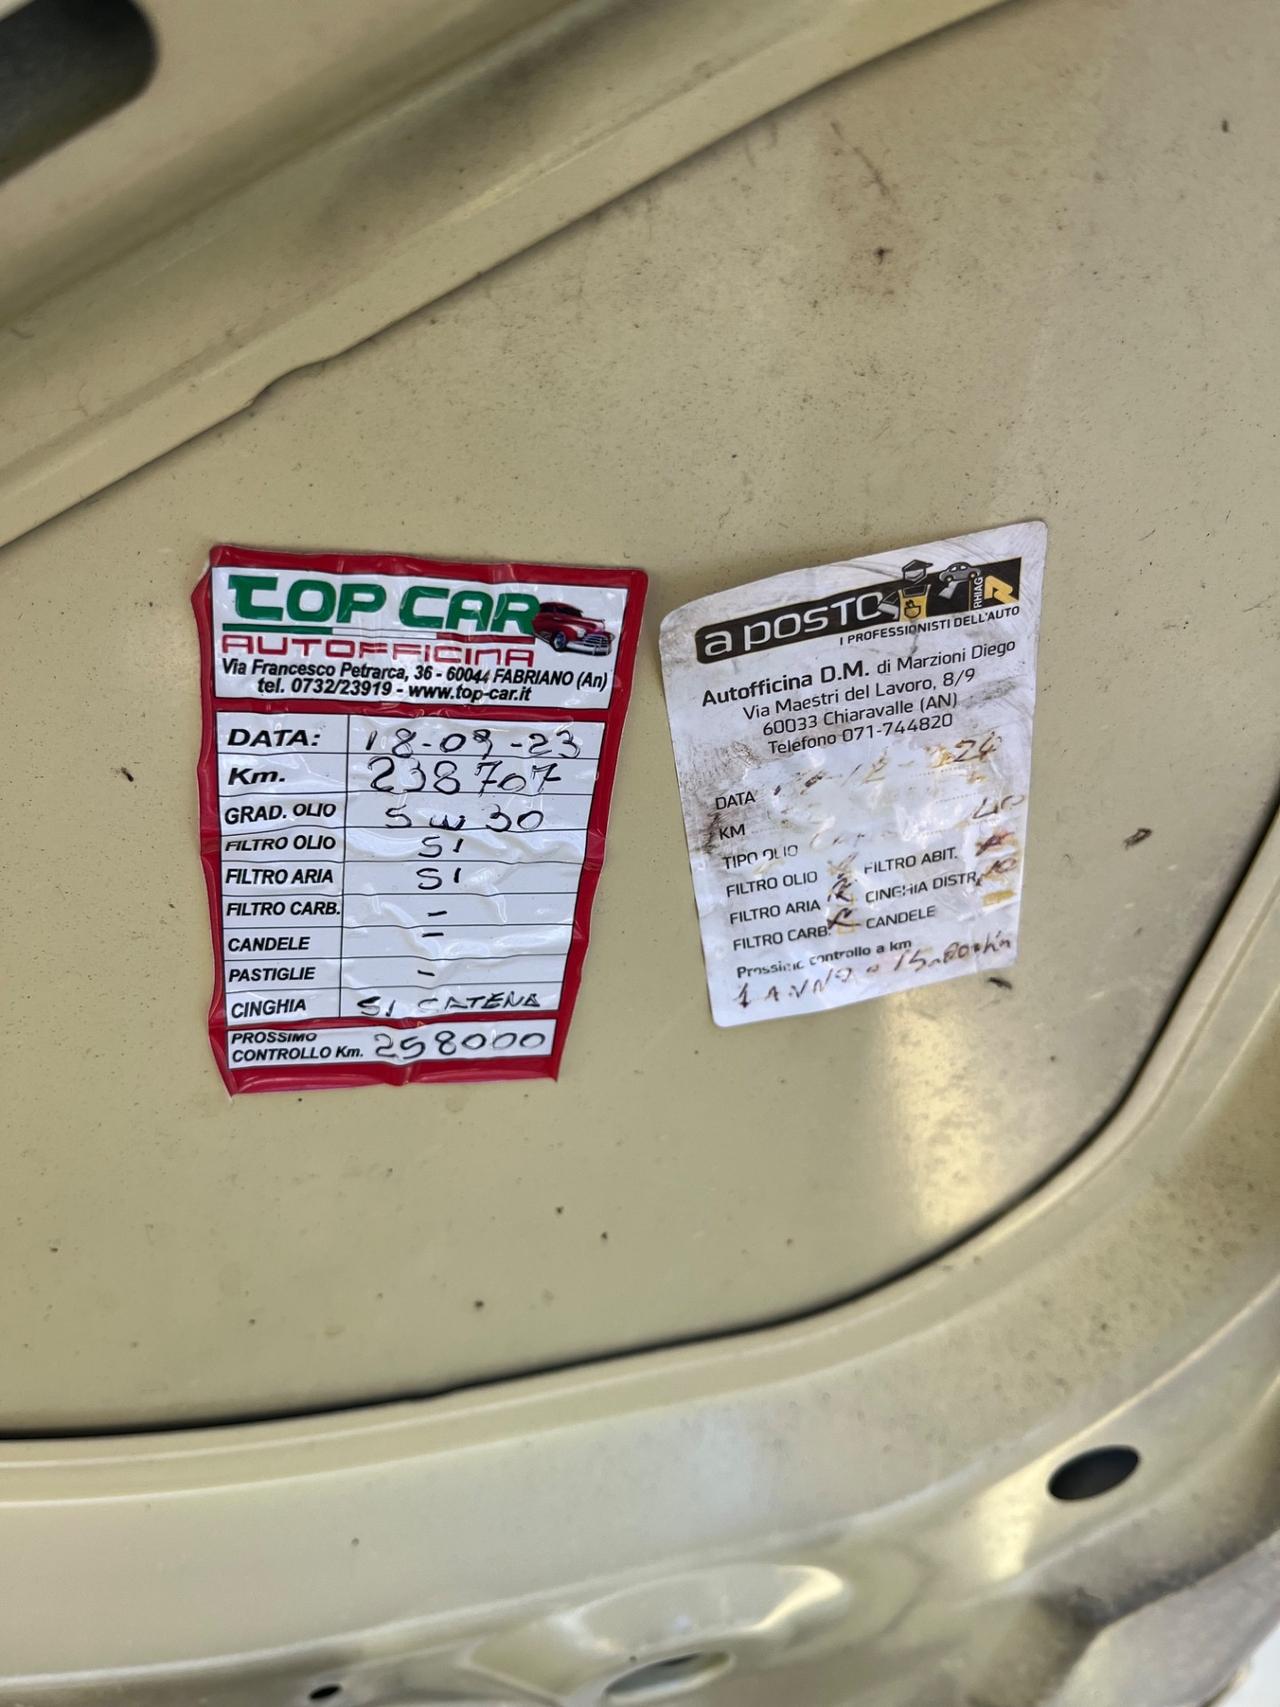 TOP CAR
AUTOFFICINA
Via Francesco Petrarca, 36 - 60044 FABRIANO (An)
tel. 0732/23919 - www.top-car.it
DATA: 18-09-23
Km. 238707
GRAD. OLIO 5W30
FILTRO OLIO SI
FILTRO ARIA SI
FILTRO CARB. -
CANDELE -
PASTIGLIE -
CINGHIA SI CATENA
PROSSIMO
CONTROLLO Km. 258000
a posto
RHIAG
I PROFESSIONISTI DELL'AUTO
Autofficina D.M. di Marzioni Diego
Via Maestri del Lavoro, 8/9
60033 Chiaravalle (AN)
Telefono 071-744820
DATA
KM
TIPO OLIO
FILTRO OLIO FILTRO ABIT.
FILTRO ARIA CINGHIA DISTR.
FILTRO CARB. CANDELE
Prossimo controllo a km
1 ANNO o